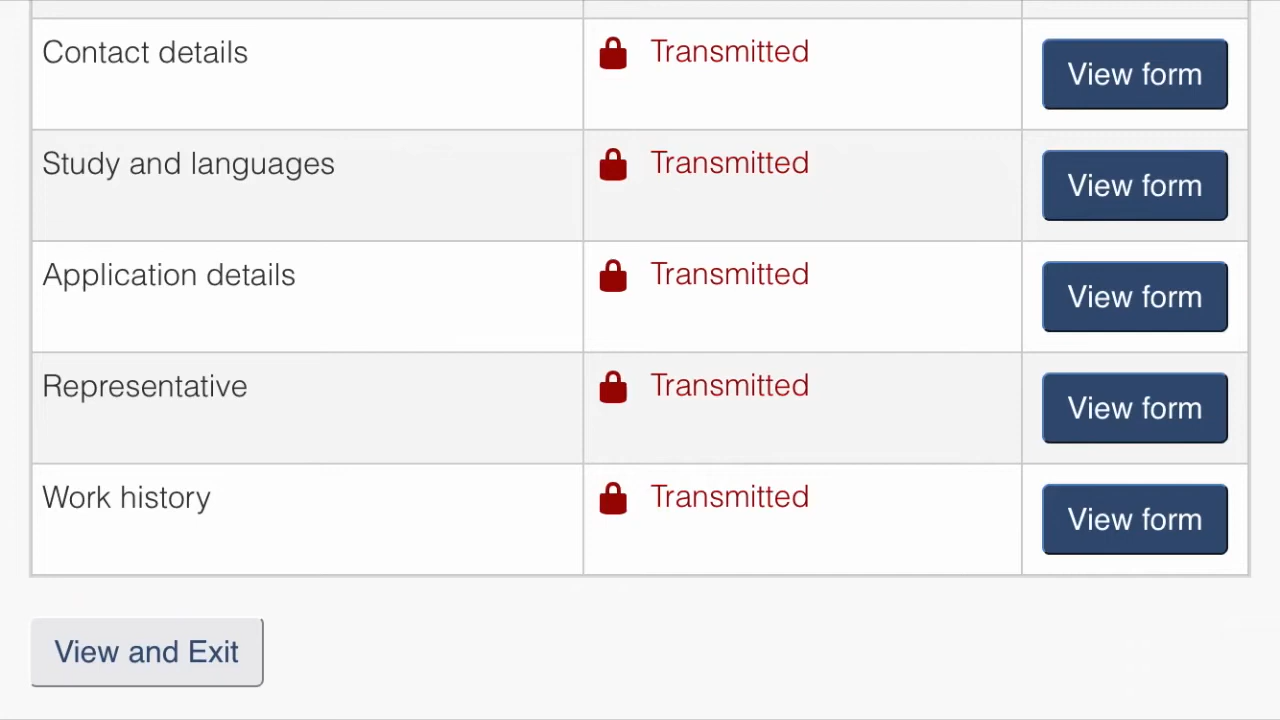 Contact details Transmitted View form
Study and languages Transmitted View form
Application details Transmitted View form
Representative Transmitted View form
Work history Transmitted View form
View and Exit